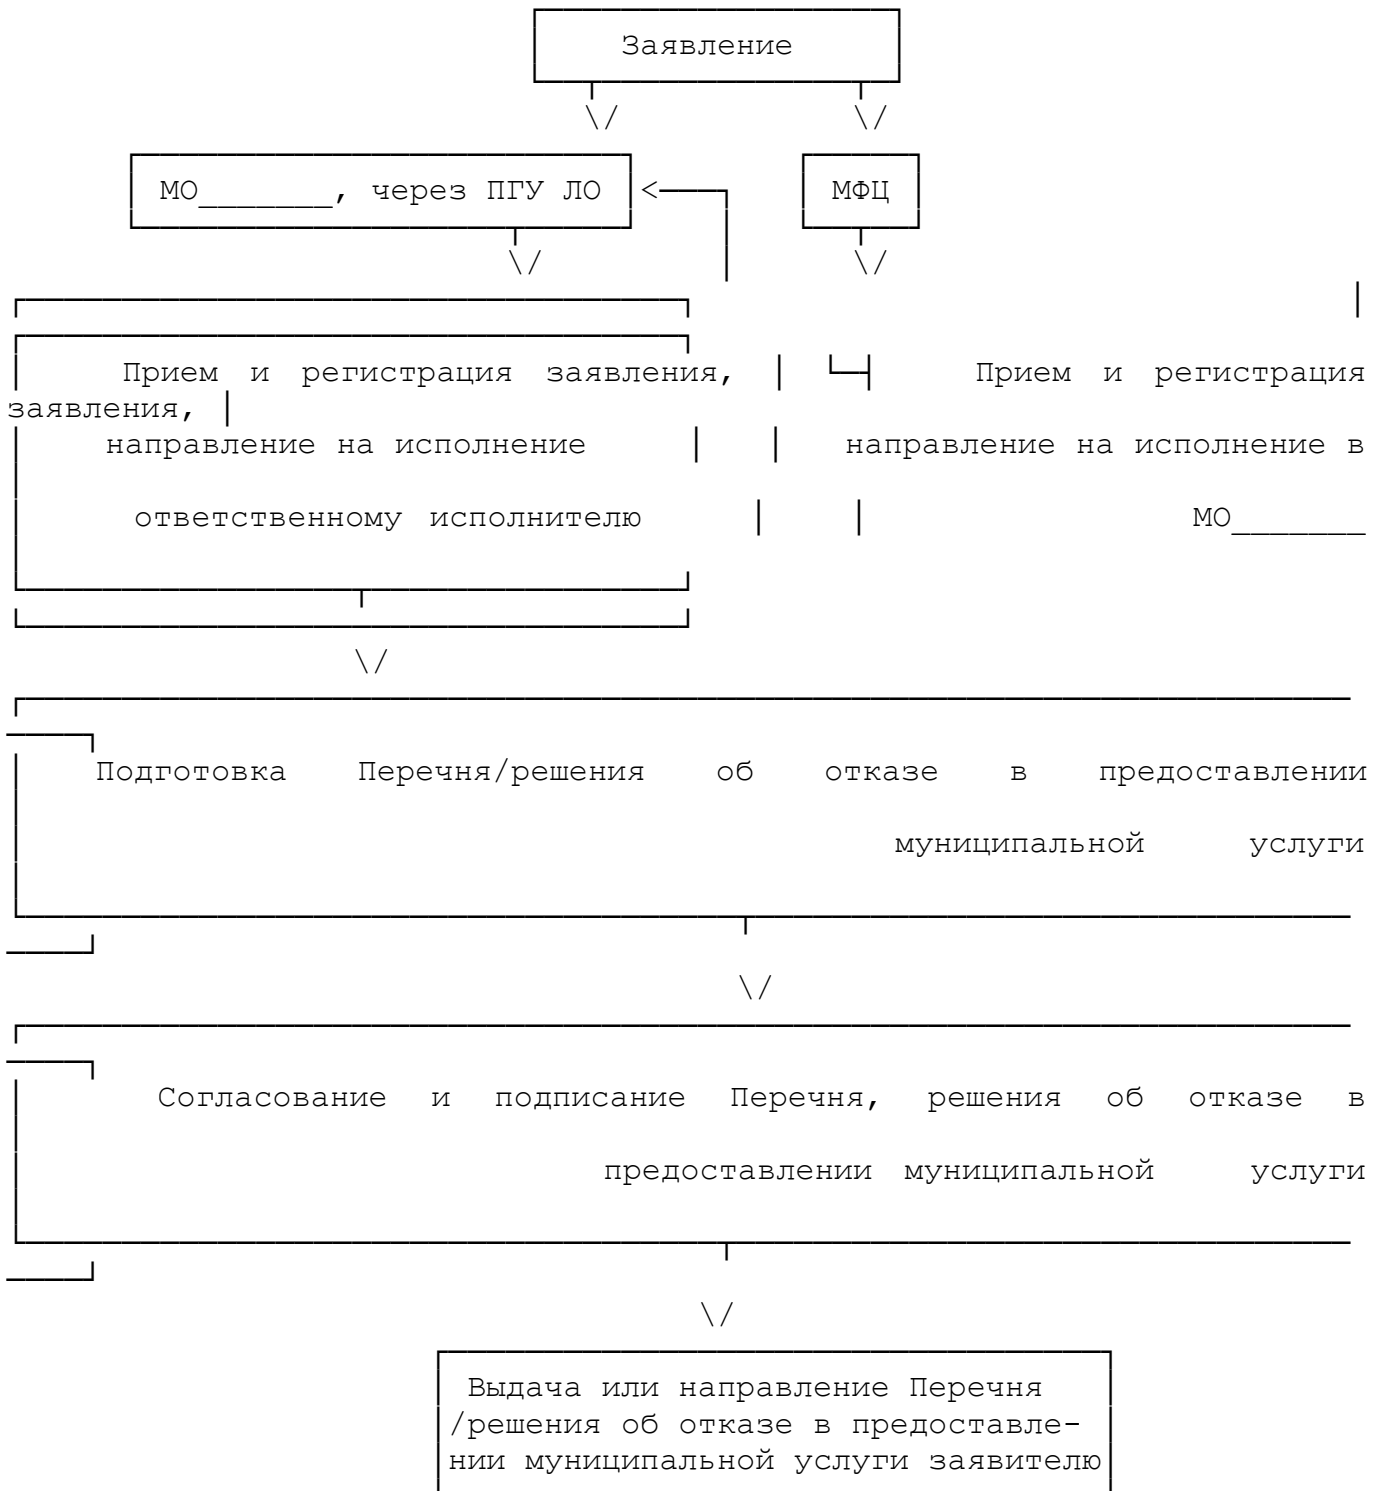 Заявление
\/ \/
МО_______, через ПГУ ЛО < МФЦ
\/ \/
Прием и регистрация заявления, Прием и регистрация
заявления,
направление на исполнение направление на исполнение в
ответственному исполнителю МО_______
\/
Подготовка Перечня/решения об отказе в предоставлении
муниципальной услуги
\/
Согласование и подписание Перечня, решения об отказе в
предоставлении муниципальной услуги
\/
Выдача или направление Перечня
/решения об отказе в предоставле-
нии муниципальной услуги заявителю